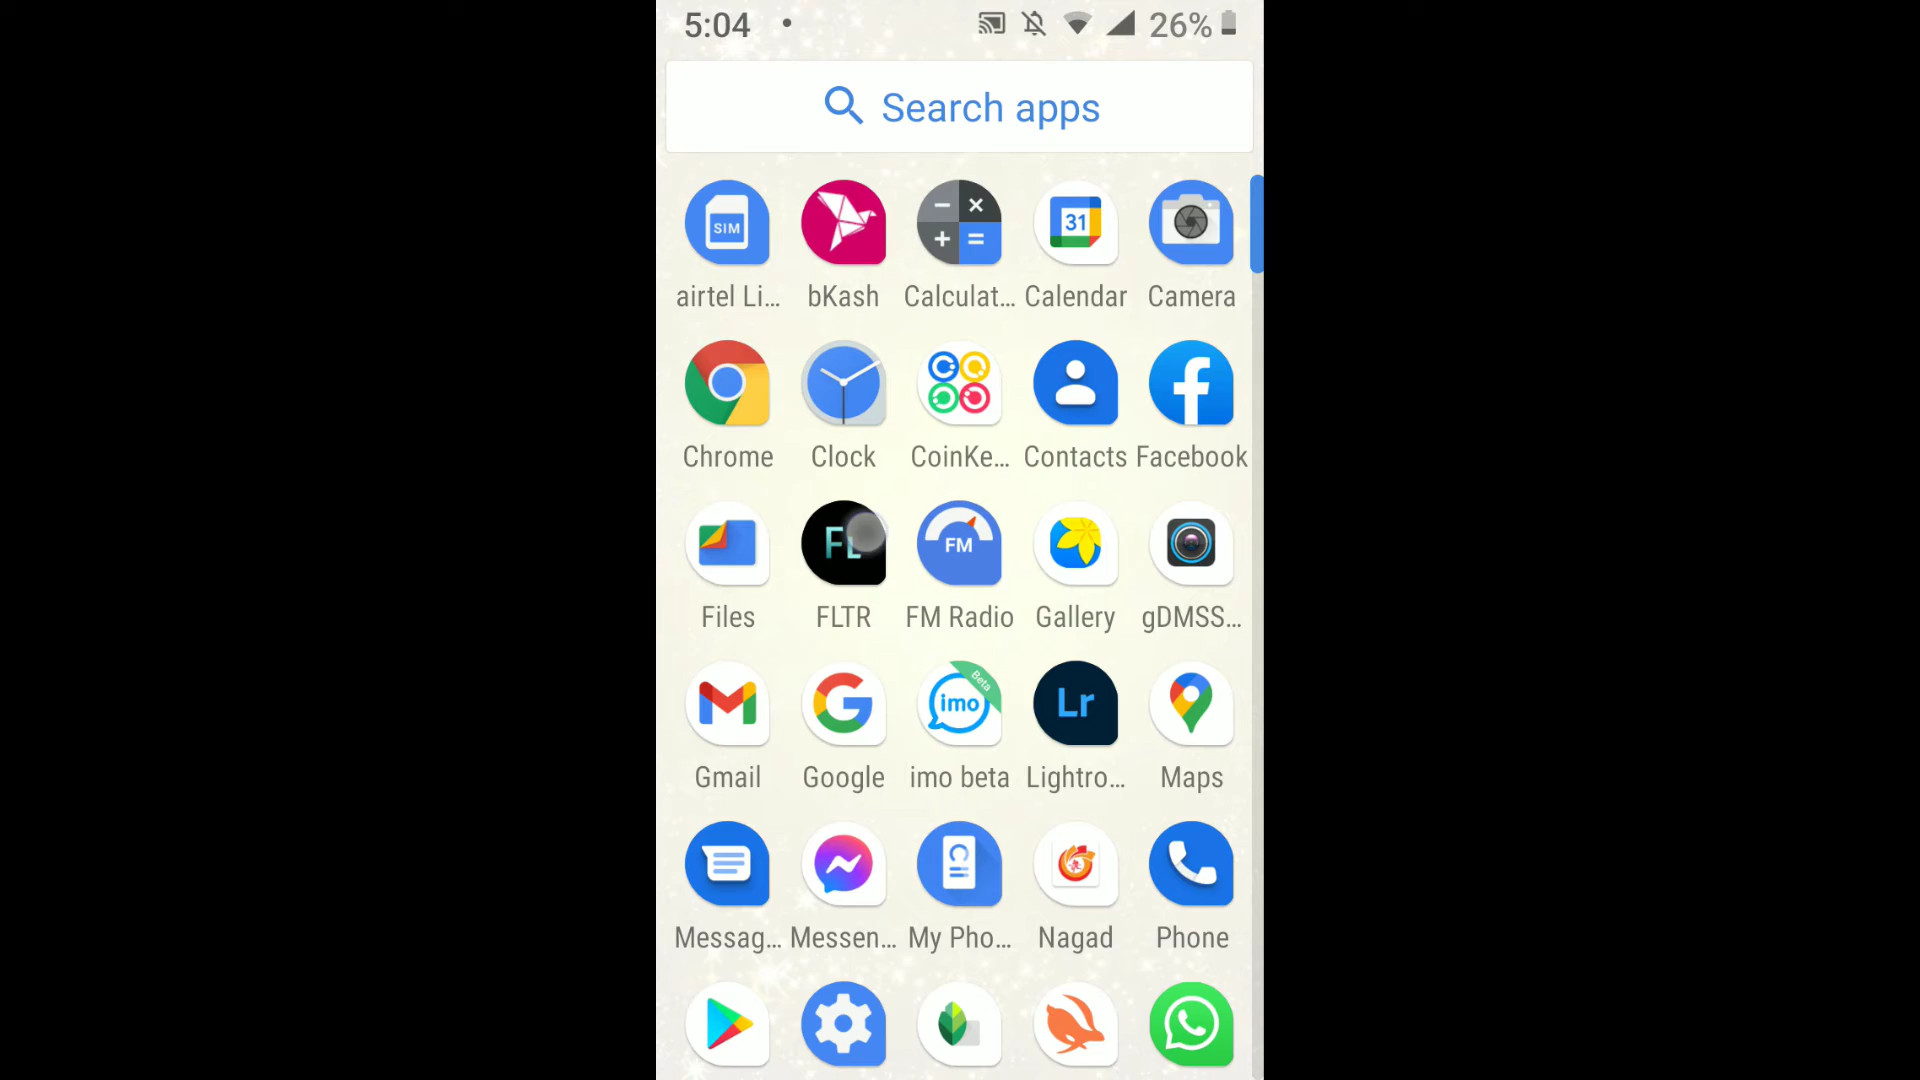 5:04 26%
Search apps
SIM 31
airtel Li... bKash Calculat... Calendar Camera
Chrome Clock CoinKe... Contacts Facebook
FL FM
Files FLTR FM Radio Gallery gDMSS...
imo Beta Lr
Gmail Google imo beta Lightro... Maps
Messag... Messen... My Pho... Nagad Phone